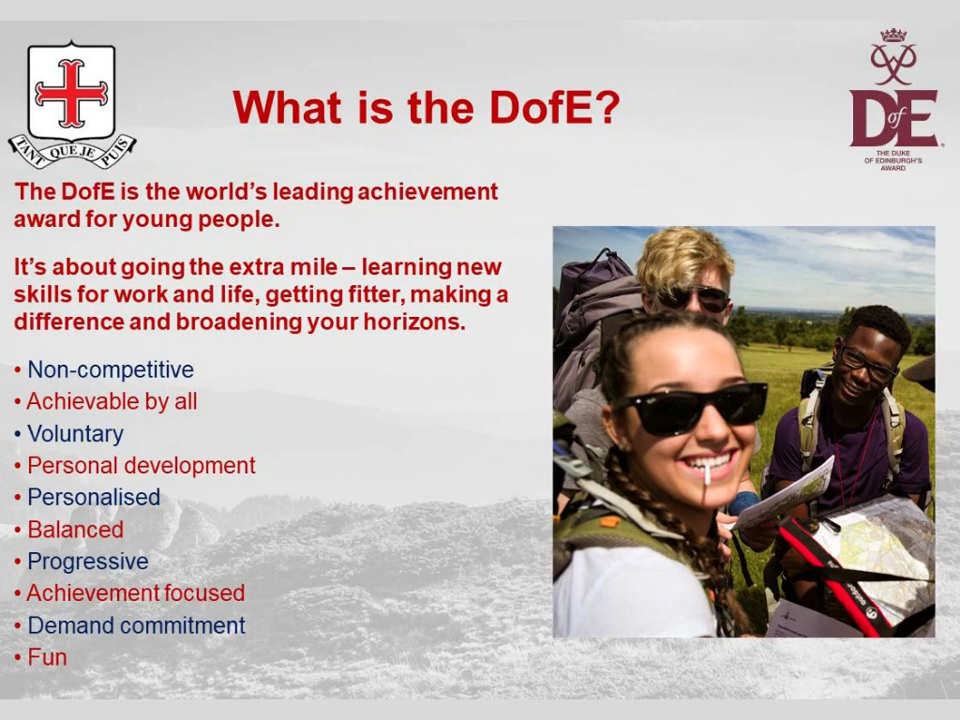 What is the DofE?
TANT QUE JE PUIS
DofE
THE DUKE
OF EDINBURGH'S
AWARD
The DofE is the world's leading achievement
award for young people.
It's about going the extra mile – learning new
skills for work and life, getting fitter, making a
difference and broadening your horizons.
• Non-competitive
• Achievable by all
• Voluntary
• Personal development
• Personalised
• Balanced
• Progressive
• Achievement focused
• Demand commitment
• Fun